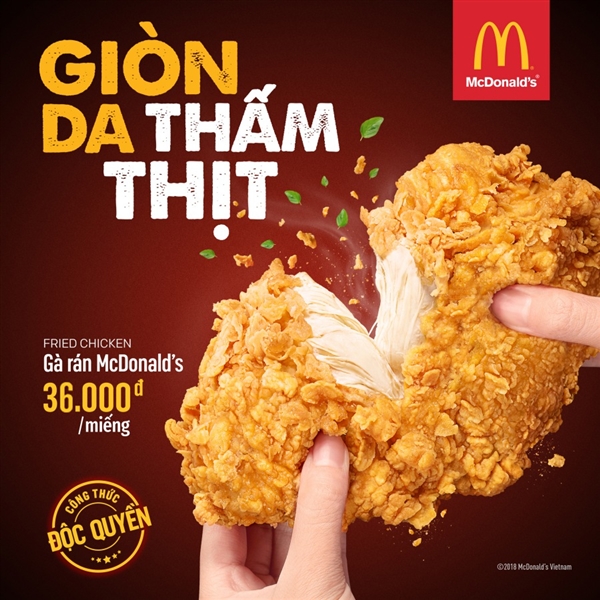 GIÒN
DA THẤM
THỊT
McDonald's®
FRIED CHICKEN
Gà rán McDonald's
36.000đ
/miếng
CÔNG THỨC
ĐỘC QUYỀN
©2018 McDonald's Vietnam